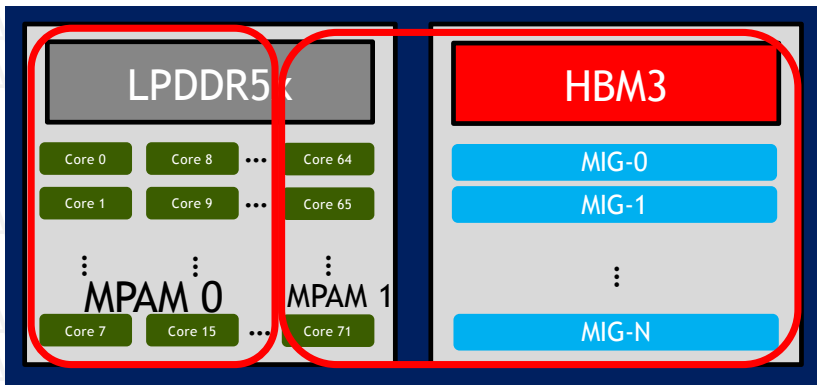 LPDDR5x
HBM3
Core 0 Core 8 ... Core 64
MIG-0
Core 1 Core 9 ... Core 65
MIG-1
MPAM 0
MPAM 1
Core 7 Core 15 ... Core 71
MIG-N